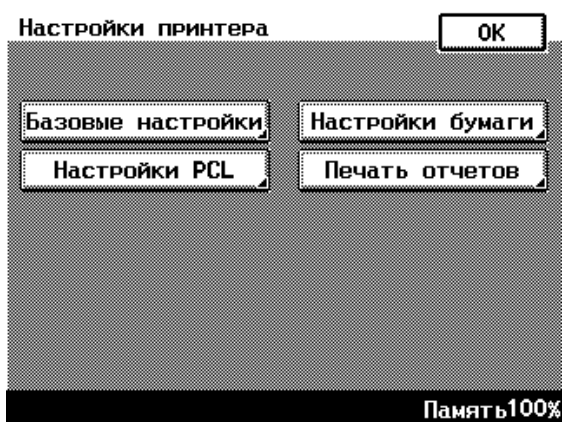 Настройки принтера
OK
Базовые настройки
Настройки бумаги
Настройки PCL
Печать отчетов
Память100%